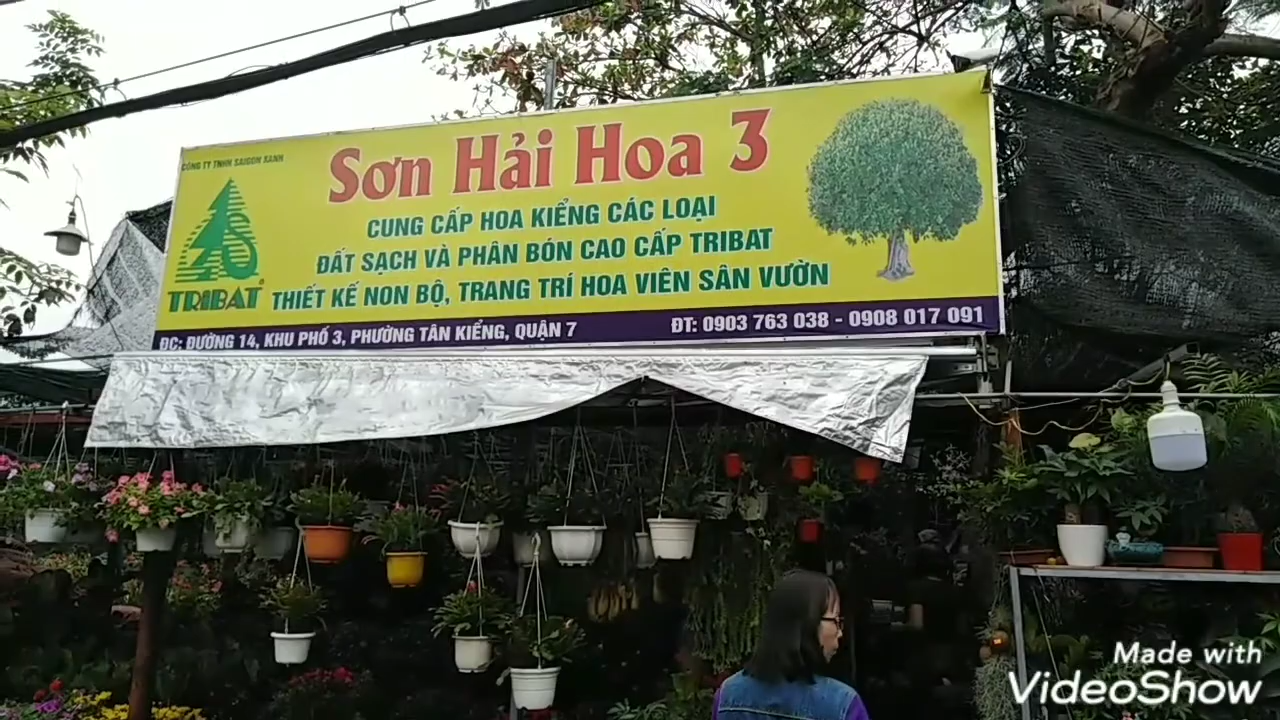 CÔNG TY TNHH SAIGON XANH
Sơn Hải Hoa 3
CUNG CẤP HOA KIỂNG CÁC LOẠI
ĐẤT SẠCH VÀ PHÂN BÓN CAO CẤP TRIBAT
THIẾT KẾ NON BỘ, TRANG TRÍ HOA VIÊN SÂN VƯỜN
TRIBAT
ĐC: ĐƯỜNG 14, KHU PHỐ 3, PHƯỜNG TÂN KIỂNG, QUẬN 7
ĐT: 0903 763 038 - 0908 017 091
Made with
VideoShow